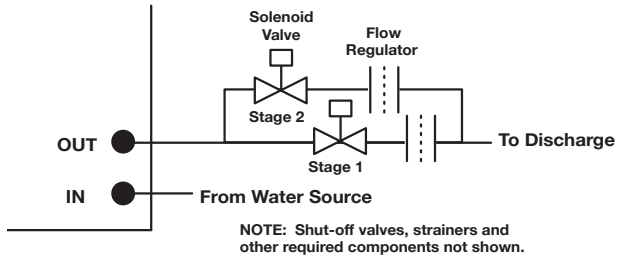 Solenoid
Valve
Flow
Regulator
Stage 2
OUT
To Discharge
Stage 1
IN
From Water Source
NOTE: Shut-off valves, strainers and
other required components not shown.